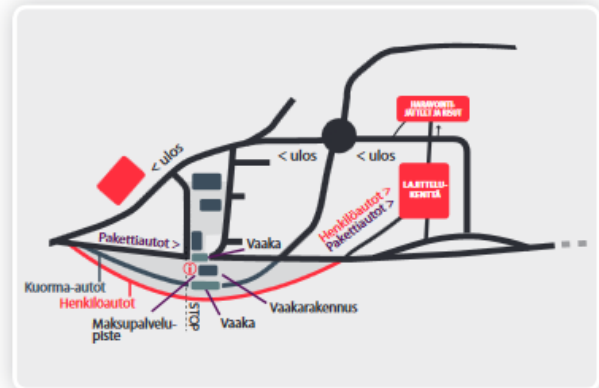 HARAVOINTI-
JÄTTEET JA RISUT
< ulos
< ulos
< ulos
LAJITTELU-
KENTTÄ
Henkilöautot >
Pakettiautot >
Pakettiautot >
Vaaka
i
Kuorma-autot
Henkilöautot
Vaakarakennus
Maksupalvelu-
piste
STOP
Vaaka